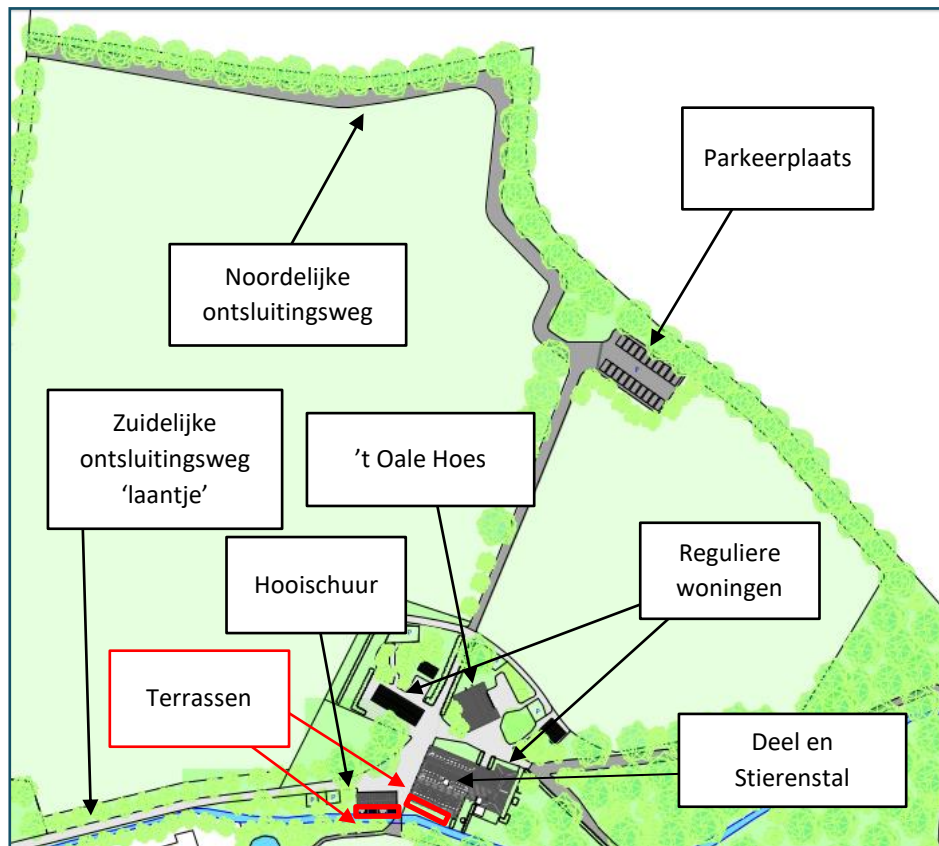 Parkeerplaats
Noordelijke
ontsluitingsweg
Zuidelijke
ontsluitingsweg
‘laantje’
’t Oale Hoes
Reguliere
woningen
Hooischuur
Terrassen
Deel en
Stierenstal